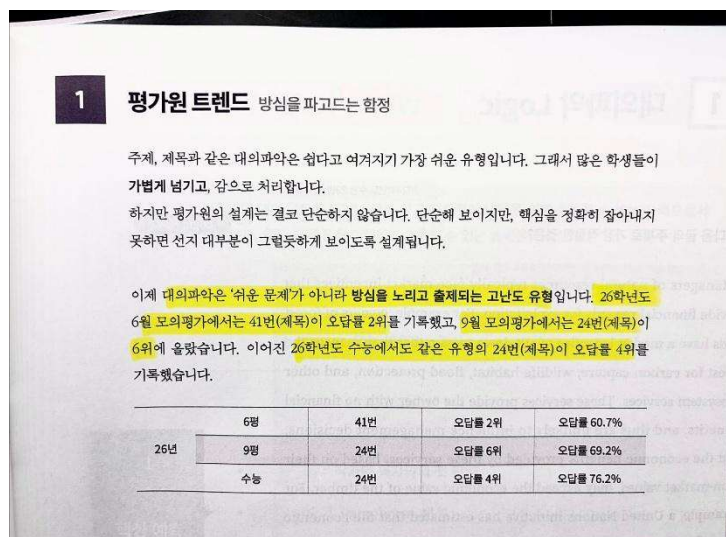 1 평가원 트렌드 방심을 파고드는 함정
주제, 제목과 같은 대의파악은 쉽다고 여겨지기 가장 쉬운 유형입니다. 그래서 많은 학생들이
가볍게 넘기고, 감으로 처리합니다.
하지만 평가원의 설계는 결코 단순하지 않습니다. 단순해 보이지만, 핵심을 정확히 잡아내지
못하면 선지 대부분이 그럴듯하게 보이도록 설계됩니다.
이제 대의파악은 '쉬운 문제'가 아니라 방심을 노리고 출제되는 고난도 유형입니다. 26학년도
6월 모의평가에서는 41번(제목)이 오답률 2위를 기록했고, 9월 모의평가에서는 24번(제목)이
6위에 올랐습니다. 이어진 26학년도 수능에서도 같은 유형의 24번(제목)이 오답률 4위를
기록했습니다.
26년 6평 41번 오답률 2위 오답률 60.7%
9평 24번 오답률 6위 오답률 69.2%
수능 24번 오답률 4위 오답률 76.2%